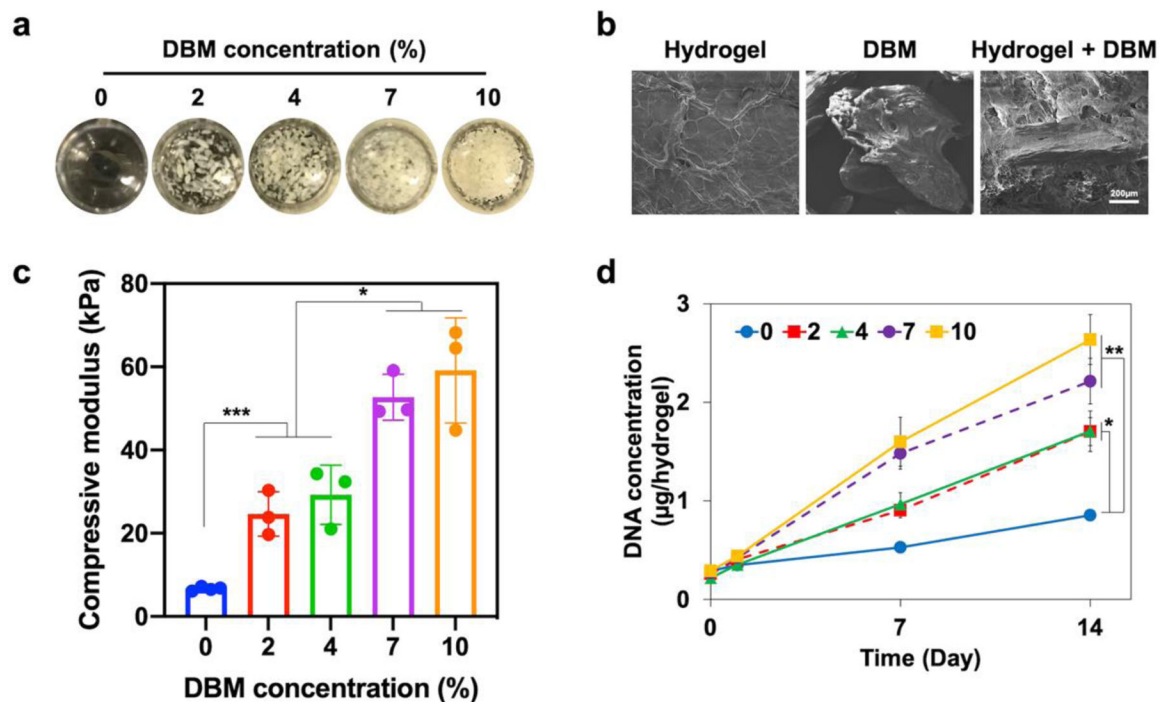 a
DBM concentration (%)
0 2 4 7 10
b
Hydrogel DBM Hydrogel + DBM
200μm
c
Compressive modulus (kPa)
80
60
40
20
0
***
*
0 2 4 7 10
DBM concentration (%)
d
DNA concentration
(μg/hydrogel)
3
2
1
0
0 2 4 7 10
**
*
0 7 14
Time (Day)